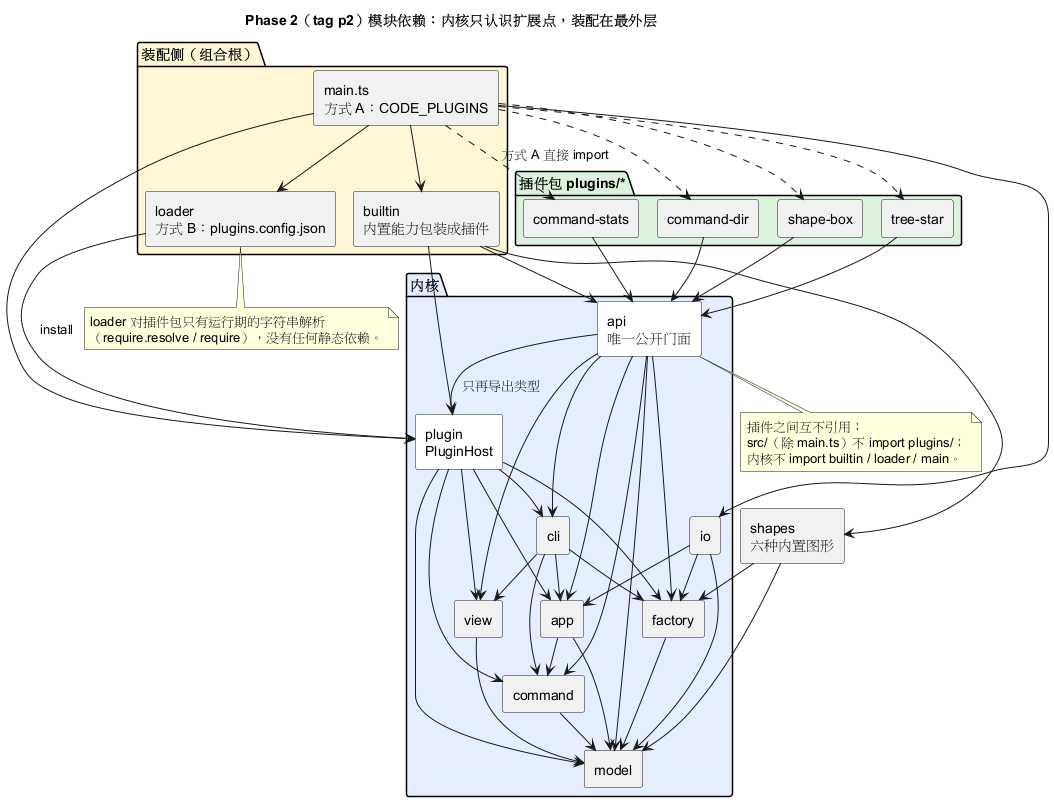 Phase 2（tag p2）模块依赖：内核只认识扩展点，装配在最外层
装配侧（组合根）
main.ts
方式 A：CODE_PLUGINS
方式 A 直接 import
插件包 plugins/*
loader
方式 B：plugins.config.json
builtin
内置能力包装成插件
command-stats
command-dir
shape-box
tree-star
内核
loader 对插件包只有运行期的字符串解析
（require.resolve / require），没有任何静态依赖。
install
api
唯一公开门面
只再导出类型
plugin
PluginHost
插件之间互不引用；
src/（除 main.ts）不 import plugins/；
内核不 import builtin / loader / main。
cli
io
shapes
六种内置图形
view
app
factory
command
model